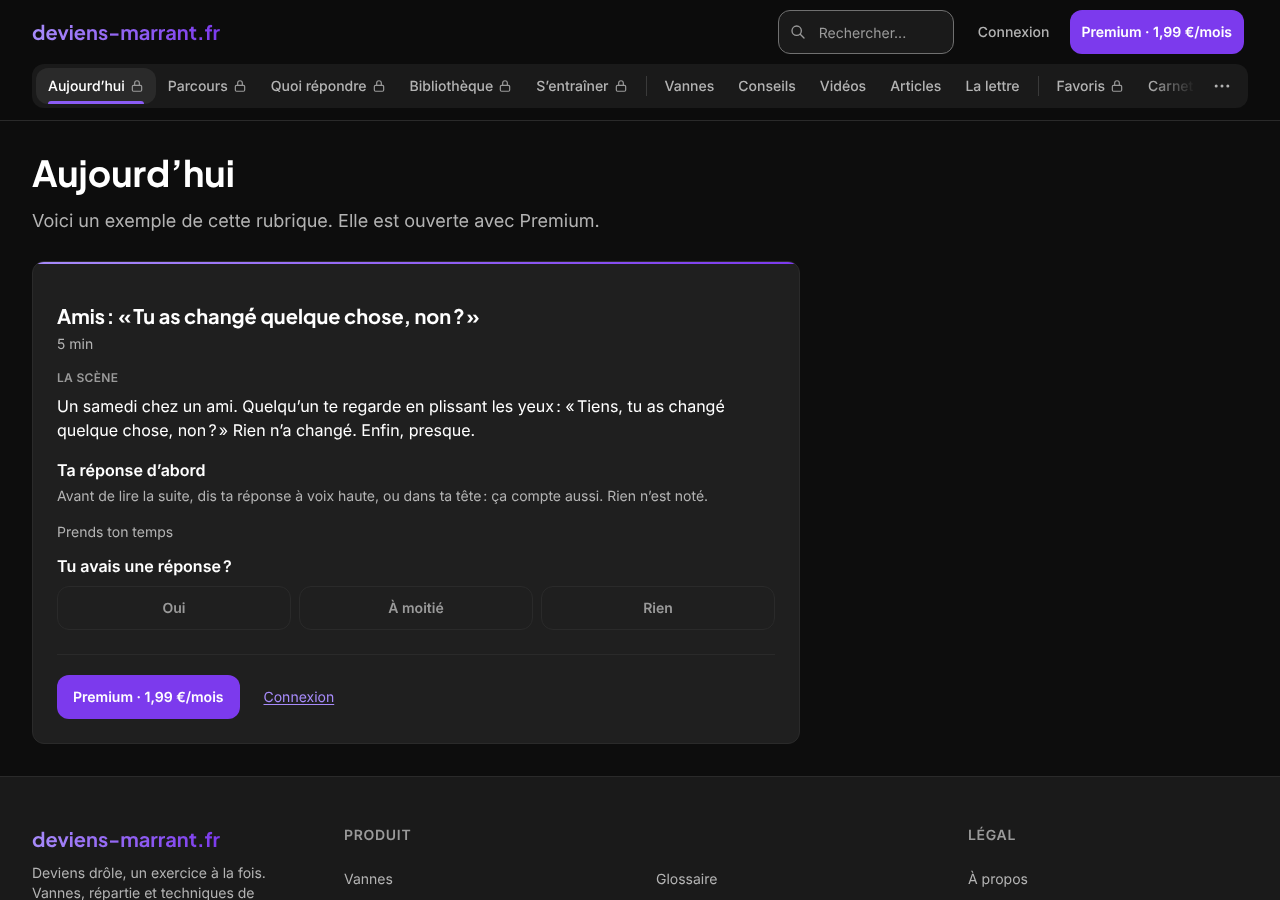 deviens-marrant.fr
Rechercher...
Connexion
Premium · 1,99 €/mois
Aujourd’hui
Parcours
Quoi répondre
Bibliothèque
S’entraîner
Vannes
Conseils
Vidéos
Articles
La lettre
Favoris
Carnet
Aujourd’hui
Voici un exemple de cette rubrique. Elle est ouverte avec Premium.
Amis : « Tu as changé quelque chose, non ? »
5 min
LA SCÈNE
Un samedi chez un ami. Quelqu’un te regarde en plissant les yeux : « Tiens, tu as changé
quelque chose, non ? » Rien n’a changé. Enfin, presque.
Ta réponse d’abord
Avant de lire la suite, dis ta réponse à voix haute, ou dans ta tête : ça compte aussi. Rien n’est noté.
Prends ton temps
Tu avais une réponse ?
Oui
À moitié
Rien
Premium · 1,99 €/mois
Connexion
deviens-marrant.fr
Deviens drôle, un exercice à la fois.
Vannes, répartie et techniques de
PRODUIT
Vannes
Glossaire
LÉGAL
À propos